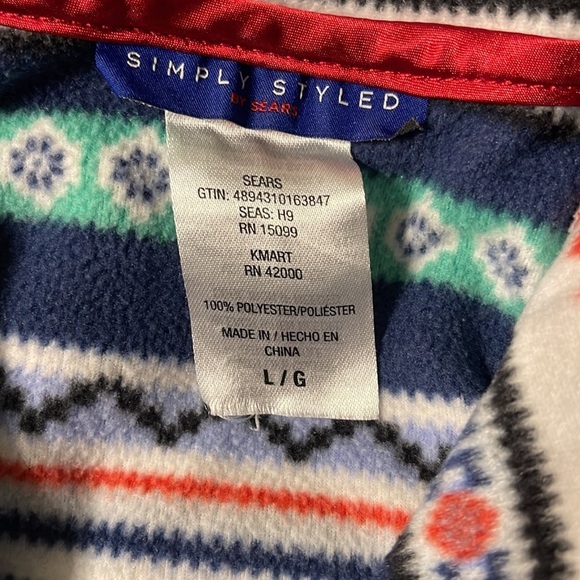 SIMPLY STYLED
BY SEARS
SEARS
GTIN: 4894310163847
SEAS: H9
RN 15099
KMART
RN 42000
100% POLYESTER/POLIÉSTER
MADE IN / HECHO EN
CHINA
L / G